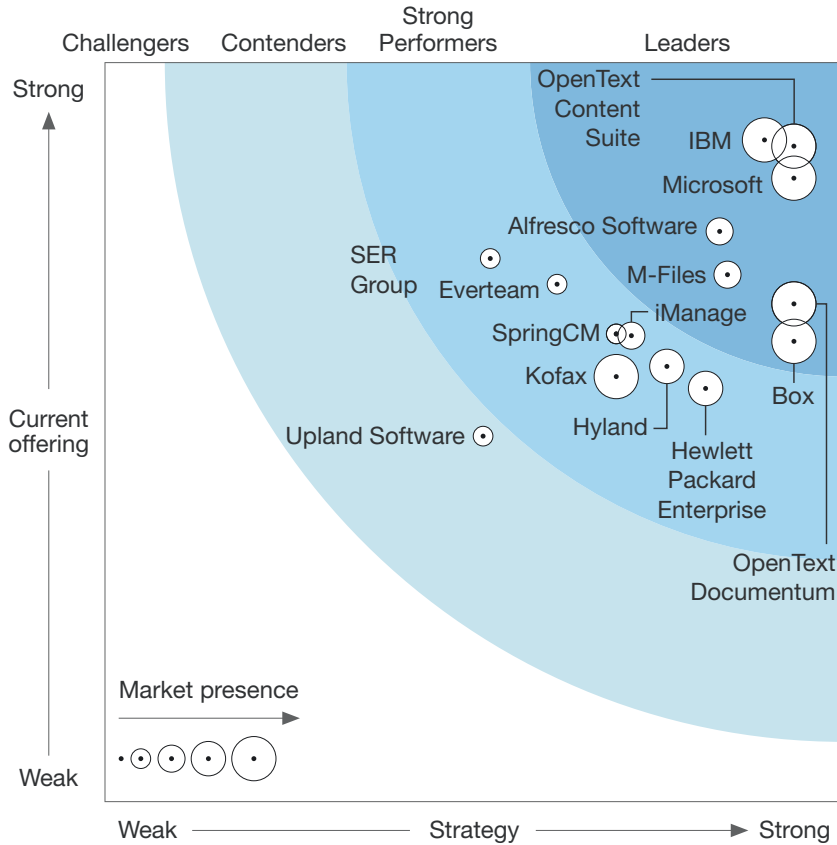 Strong
Challengers Contenders Performers Leaders
Strong
OpenText
Content
Suite
IBM
Microsoft
Alfresco Software
SER
Group
M-Files
Everteam
iManage
SpringCM
Kofax
Box
Current
offering
Upland Software
Hyland
Hewlett
Packard
Enterprise
OpenText
Documentum
Market presence
Weak
Weak Strategy Strong